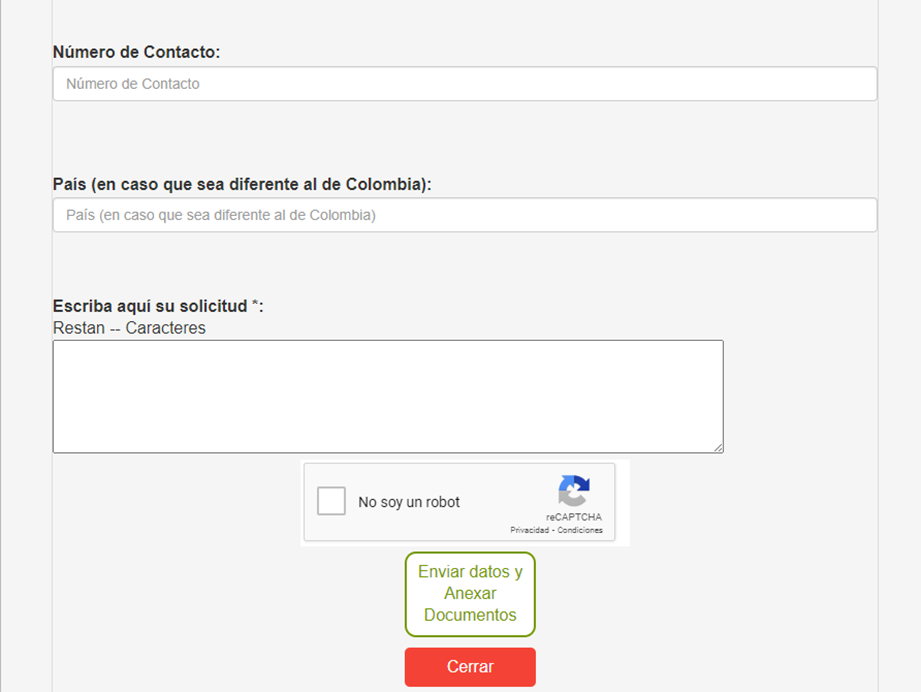 Número de Contacto:
Número de Contacto
País (en caso que sea diferente al de Colombia):
País (en caso que sea diferente al de Colombia)
Escriba aquí su solicitud *:
Restan -- Caracteres
No soy un robot
reCAPTCHA
Privacidad - Condiciones
Enviar datos y
Anexar
Documentos
Cerrar